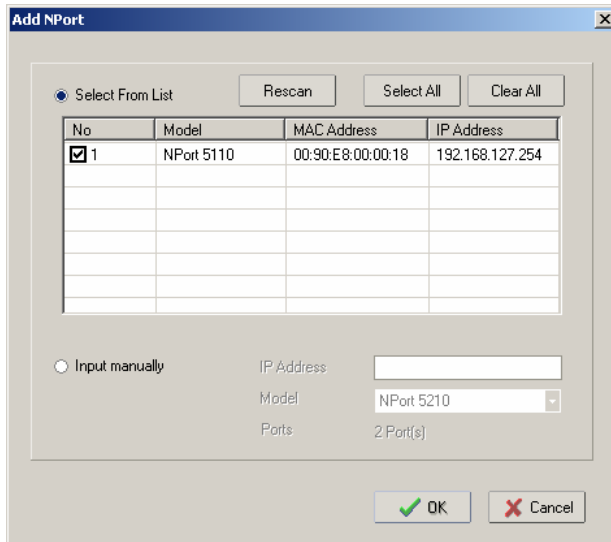 Add NPort
Select From List Rescan Select All Clear All
No Model MAC Address IP Address
1 NPort 5110 00:90:E8:00:00:18 192.168.127.254
Input manually IP Address
Model NPort 5210
Ports 2 Port(s)
OK Cancel